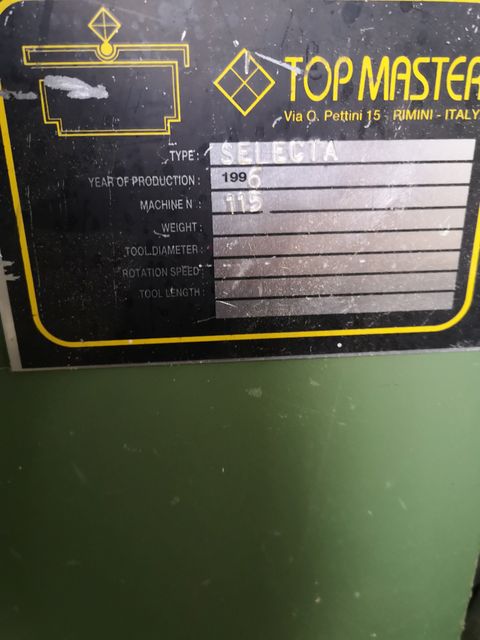 TOP MASTER
Via O. Pettini 15 - RIMINI - ITALY
TYPE: SELECTA
YEAR OF PRODUCTION: 1996
MACHINE N: 115
WEIGHT:
TOOL DIAMETER:
ROTATION SPEED:
TOOL LENGTH: